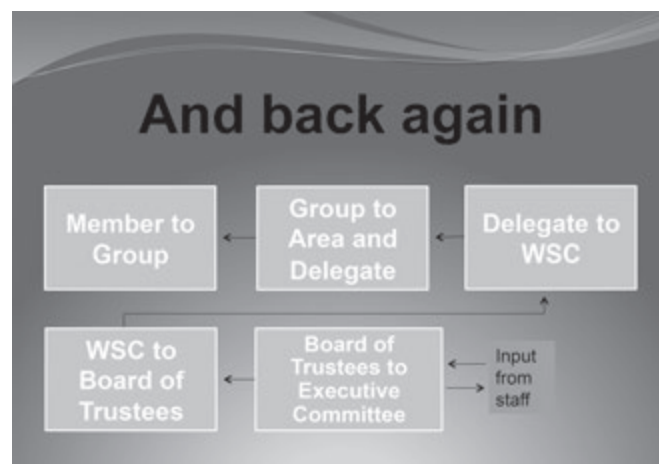 And back again
Member to
Group
Group to
Area and
Delegate
Delegate to
WSC
WSC to
Board of
Trustees
Board of
Trustees to
Executive
Committee
Input
from
staff